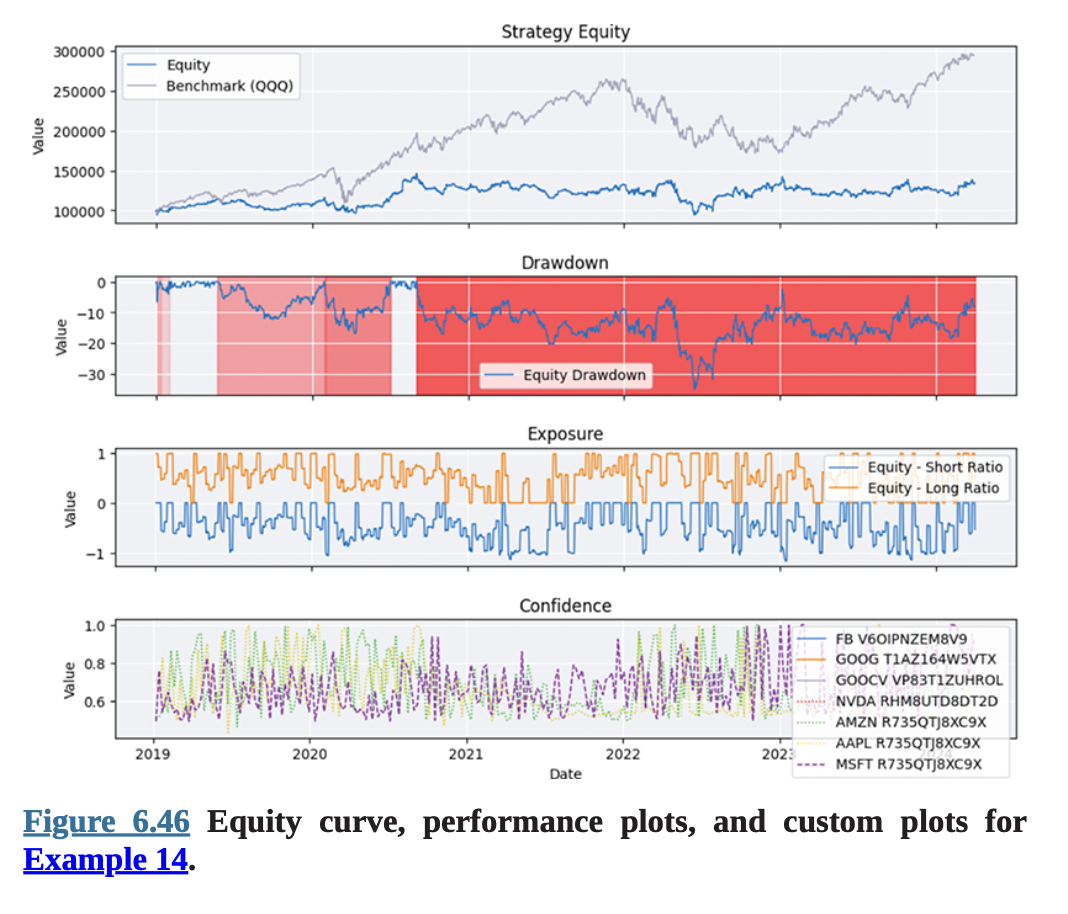 Strategy Equity
300000
250000
200000
150000
100000
Value
Equity
Benchmark (QQQ)
Drawdown
0
−10
−20
−30
Value
Equity Drawdown
Exposure
1
0
−1
Value
Equity - Short Ratio
Equity - Long Ratio
Confidence
1.0
0.8
0.6
Value
FB V6OIPNZEM8V9
GOOG T1AZ164W5VTX
GOOCV VP83T1ZUHROL
NVDA RHM8UTD8DT2D
AMZN R735QTJ8XC9X
AAPL R735QTJ8XC9X
MSFT R735QTJ8XC9X
2019 2020 2021 2022 2023 2024
Date
Figure 6.46 Equity curve, performance plots, and custom plots for
Example 14.